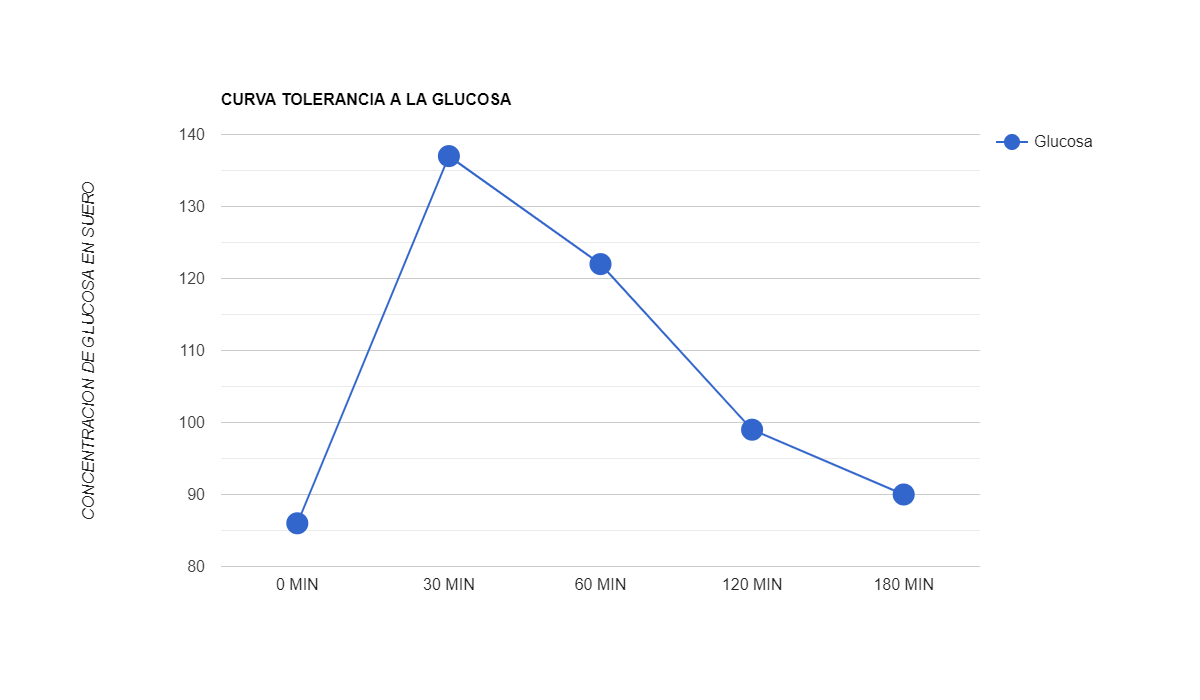 CURVA TOLERANCIA A LA GLUCOSA
Glucosa
CONCENTRACION DE GLUCOSA EN SUERO
140
130
120
110
100
90
80
0 MIN
30 MIN
60 MIN
120 MIN
180 MIN